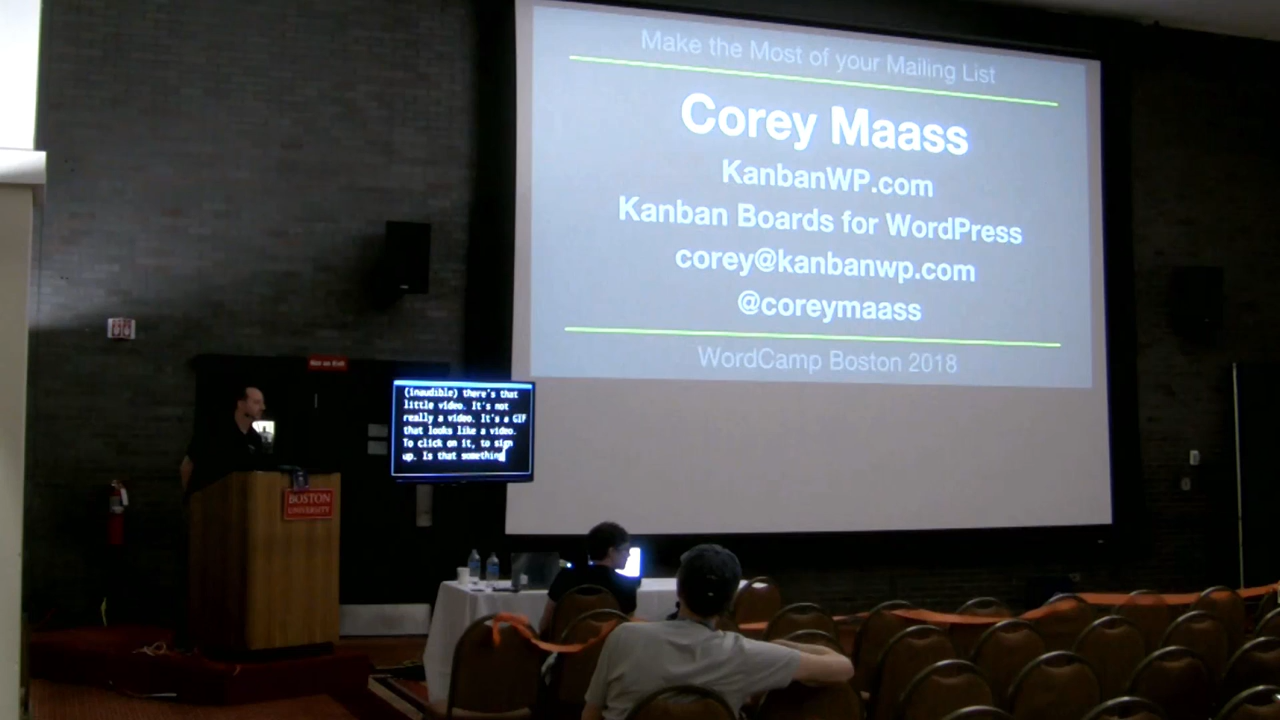 Make the Most of your Mailing List
Corey Maass
KanbanWP.com
Kanban Boards for WordPress
corey@kanbanwp.com
@coreymaass
WordCamp Boston 2018
Not an Exit
(inaudible) there's that
little video. It's not
really a video. It's a GIF
that looks like a video.
To click on it, to sign
up. Is that something
BOSTON
UNIVERSITY